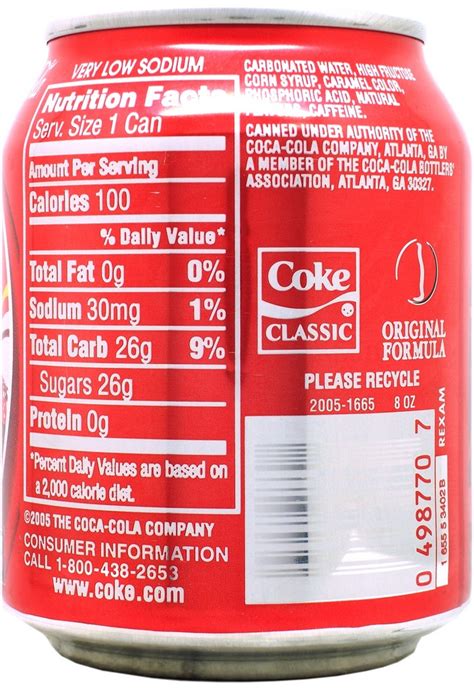 VERY LOW SODIUM
Nutrition Facts
Serv. Size 1 Can
Amount Per Serving
Calories 100
% Daily Value*
Total Fat 0g 0%
Sodium 30mg 1%
Total Carb 26g 9%
Sugars 26g
Protein 0g
*Percent Daily Values are based on
a 2,000 calorie diet.
©2005 THE COCA-COLA COMPANY
CONSUMER INFORMATION
CALL 1-800-438-2653
www.coke.com
CARBONATED WATER, HIGH FRUCTOSE
CORN SYRUP, CARAMEL COLOR,
PHOSPHORIC ACID, NATURAL
CAFFEINE.
CANNED UNDER AUTHORITY OF THE
COCA-COLA COMPANY, ATLANTA, GA BY
A MEMBER OF THE COCA-COLA BOTTLERS'
ASSOCIATION, ATLANTA, GA 30327.
Coke
CLASSIC
ORIGINAL
FORMULA
PLEASE RECYCLE
2005-1665 8 OZ
0 498770 7
REXAM
1 655 5 3402 B